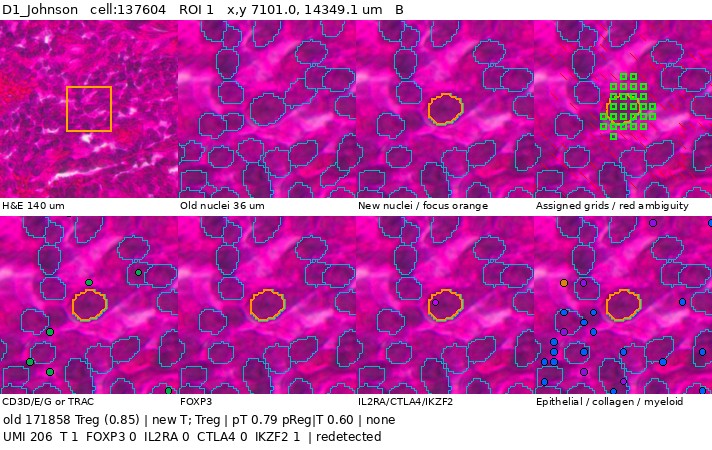 D1_Johnson cell:137604 ROI 1 x,y 7101.0, 14349.1 um B
H&E 140 um
Old nuclei 36 um
New nuclei / focus orange
Assigned grids / red ambiguity
CD3D/E/G or TRAC
FOXP3
IL2RA/CTLA4/IKZF2
Epithelial / collagen / myeloid
old 171858 Treg (0.85) | new T; Treg | pT 0.79 pReg|T 0.60 | none
UMI 206 T 1 FOXP3 0 IL2RA 0 CTLA4 0 IKZF2 1 | redetected